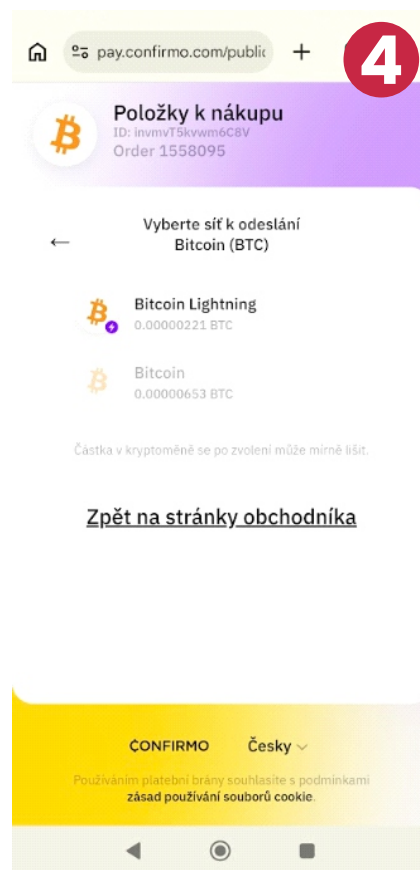 pay.confirmo.com/public
4
Položky k nákupu
ID: invmvT5kvwm6C8V
Order 1558095
Vyberte síť k odeslání
Bitcoin (BTC)
Bitcoin Lightning
0.00000221 BTC
Bitcoin
0.00000653 BTC
Částka v kryptoměně se po zvolení může mírně lišit.
Zpět na stránky obchodníka
CONFIRMO Česky
Používáním platební brány souhlasíte s podmínkami
zásad používání souborů cookie.